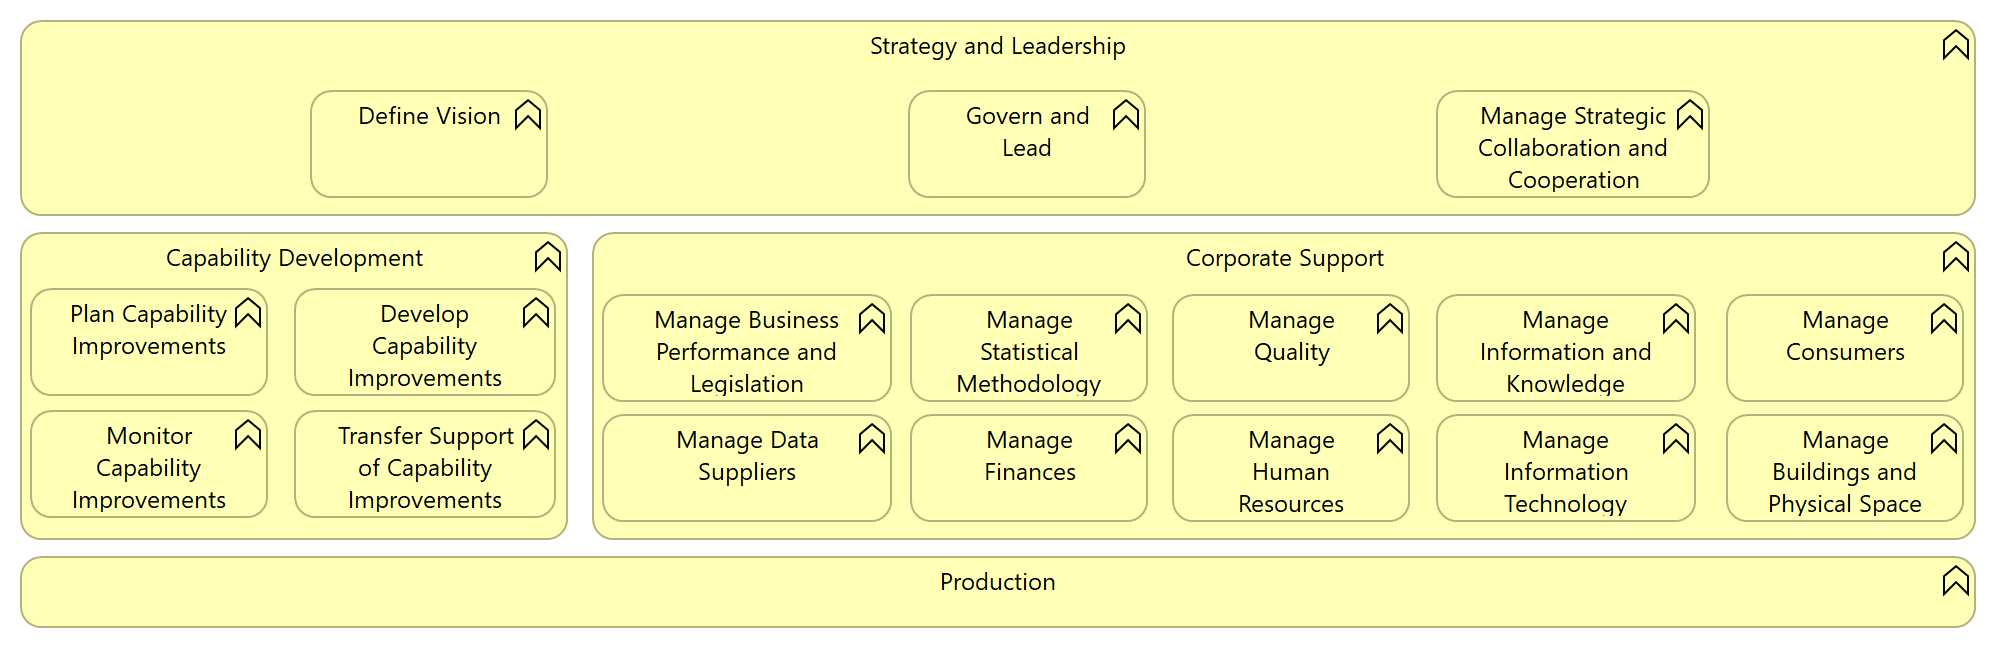 Strategy and Leadership
Define Vision
Govern and
Lead
Manage Strategic
Collaboration and
Cooperation
Capability Development
Plan Capability
Improvements
Develop
Capability
Improvements
Monitor
Capability
Improvements
Transfer Support
of Capability
Improvements
Corporate Support
Manage Business
Performance and
Legislation
Manage
Statistical
Methodology
Manage
Quality
Manage
Information and
Knowledge
Manage
Consumers
Manage Data
Suppliers
Manage
Finances
Manage
Human
Resources
Manage
Information
Technology
Manage
Buildings and
Physical Space
Production